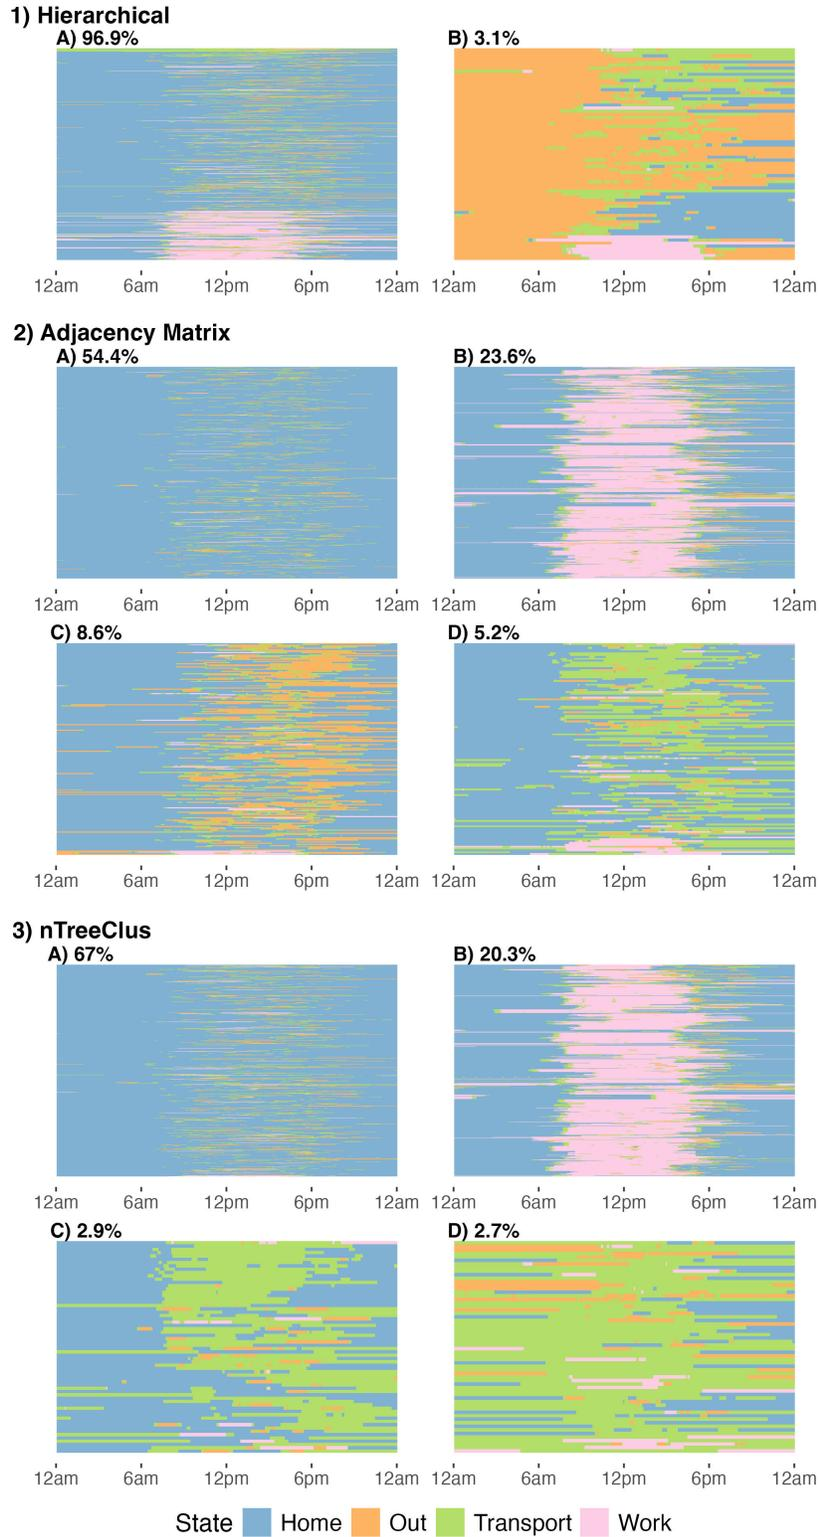 1) Hierarchical
A) 96.9% B) 3.1%
12am 6am 12pm 6pm 12am 12am 6am 12pm 6pm 12am
2) Adjacency Matrix
A) 54.4% B) 23.6%
12am 6am 12pm 6pm 12am 12am 6am 12pm 6pm 12am
C) 8.6% D) 5.2%
12am 6am 12pm 6pm 12am 12am 6am 12pm 6pm 12am
3) nTreeClus
A) 67% B) 20.3%
12am 6am 12pm 6pm 12am 12am 6am 12pm 6pm 12am
C) 2.9% D) 2.7%
12am 6am 12pm 6pm 12am 12am 6am 12pm 6pm 12am
State Home Out Transport Work